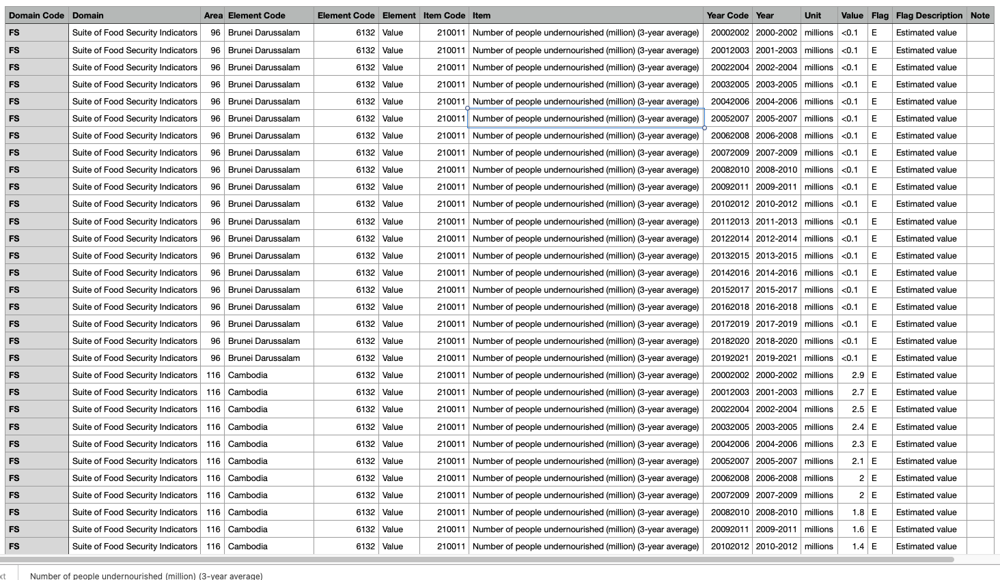 Domain Code Domain Area Element Code Element Code Element Item Code Item Year Code Year Unit Value Flag Flag Description Note
FS Suite of Food Security Indicators 96 Brunei Darussalam 6132 Value 210011 Number of people undernourished (million) (3-year average) 20002002 2000-2002 millions <0.1 E Estimated value
FS Suite of Food Security Indicators 96 Brunei Darussalam 6132 Value 210011 Number of people undernourished (million) (3-year average) 20012003 2001-2003 millions <0.1 E Estimated value
FS Suite of Food Security Indicators 96 Brunei Darussalam 6132 Value 210011 Number of people undernourished (million) (3-year average) 20022004 2002-2004 millions <0.1 E Estimated value
FS Suite of Food Security Indicators 96 Brunei Darussalam 6132 Value 210011 Number of people undernourished (million) (3-year average) 20032005 2003-2005 millions <0.1 E Estimated value
FS Suite of Food Security Indicators 96 Brunei Darussalam 6132 Value 210011 Number of people undernourished (million) (3-year average) 20042006 2004-2006 millions <0.1 E Estimated value
FS Suite of Food Security Indicators 96 Brunei Darussalam 6132 Value 210011 Number of people undernourished (million) (3-year average) 20052007 2005-2007 millions <0.1 E Estimated value
FS Suite of Food Security Indicators 96 Brunei Darussalam 6132 Value 210011 Number of people undernourished (million) (3-year average) 20062008 2006-2008 millions <0.1 E Estimated value
FS Suite of Food Security Indicators 96 Brunei Darussalam 6132 Value 210011 Number of people undernourished (million) (3-year average) 20072009 2007-2009 millions <0.1 E Estimated value
FS Suite of Food Security Indicators 96 Brunei Darussalam 6132 Value 210011 Number of people undernourished (million) (3-year average) 20082010 2008-2010 millions <0.1 E Estimated value
FS Suite of Food Security Indicators 96 Brunei Darussalam 6132 Value 210011 Number of people undernourished (million) (3-year average) 20092011 2009-2011 millions <0.1 E Estimated value
FS Suite of Food Security Indicators 96 Brunei Darussalam 6132 Value 210011 Number of people undernourished (million) (3-year average) 20102012 2010-2012 millions <0.1 E Estimated value
FS Suite of Food Security Indicators 96 Brunei Darussalam 6132 Value 210011 Number of people undernourished (million) (3-year average) 20112013 2011-2013 millions <0.1 E Estimated value
FS Suite of Food Security Indicators 96 Brunei Darussalam 6132 Value 210011 Number of people undernourished (million) (3-year average) 20122014 2012-2014 millions <0.1 E Estimated value
FS Suite of Food Security Indicators 96 Brunei Darussalam 6132 Value 210011 Number of people undernourished (million) (3-year average) 20132015 2013-2015 millions <0.1 E Estimated value
FS Suite of Food Security Indicators 96 Brunei Darussalam 6132 Value 210011 Number of people undernourished (million) (3-year average) 20142016 2014-2016 millions <0.1 E Estimated value
FS Suite of Food Security Indicators 96 Brunei Darussalam 6132 Value 210011 Number of people undernourished (million) (3-year average) 20152017 2015-2017 millions <0.1 E Estimated value
FS Suite of Food Security Indicators 96 Brunei Darussalam 6132 Value 210011 Number of people undernourished (million) (3-year average) 20162018 2016-2018 millions <0.1 E Estimated value
FS Suite of Food Security Indicators 96 Brunei Darussalam 6132 Value 210011 Number of people undernourished (million) (3-year average) 20172019 2017-2019 millions <0.1 E Estimated value
FS Suite of Food Security Indicators 96 Brunei Darussalam 6132 Value 210011 Number of people undernourished (million) (3-year average) 20182020 2018-2020 millions <0.1 E Estimated value
FS Suite of Food Security Indicators 96 Brunei Darussalam 6132 Value 210011 Number of people undernourished (million) (3-year average) 20192021 2019-2021 millions <0.1 E Estimated value
FS Suite of Food Security Indicators 116 Cambodia 6132 Value 210011 Number of people undernourished (million) (3-year average) 20002002 2000-2002 millions 2.9 E Estimated value
FS Suite of Food Security Indicators 116 Cambodia 6132 Value 210011 Number of people undernourished (million) (3-year average) 20012003 2001-2003 millions 2.7 E Estimated value
FS Suite of Food Security Indicators 116 Cambodia 6132 Value 210011 Number of people undernourished (million) (3-year average) 20022004 2002-2004 millions 2.5 E Estimated value
FS Suite of Food Security Indicators 116 Cambodia 6132 Value 210011 Number of people undernourished (million) (3-year average) 20032005 2003-2005 millions 2.4 E Estimated value
FS Suite of Food Security Indicators 116 Cambodia 6132 Value 210011 Number of people undernourished (million) (3-year average) 20042006 2004-2006 millions 2.3 E Estimated value
FS Suite of Food Security Indicators 116 Cambodia 6132 Value 210011 Number of people undernourished (million) (3-year average) 20052007 2005-2007 millions 2.1 E Estimated value
FS Suite of Food Security Indicators 116 Cambodia 6132 Value 210011 Number of people undernourished (million) (3-year average) 20062008 2006-2008 millions 2 E Estimated value
FS Suite of Food Security Indicators 116 Cambodia 6132 Value 210011 Number of people undernourished (million) (3-year average) 20072009 2007-2009 millions 2 E Estimated value
FS Suite of Food Security Indicators 116 Cambodia 6132 Value 210011 Number of people undernourished (million) (3-year average) 20082010 2008-2010 millions 1.8 E Estimated value
FS Suite of Food Security Indicators 116 Cambodia 6132 Value 210011 Number of people undernourished (million) (3-year average) 20092011 2009-2011 millions 1.6 E Estimated value
FS Suite of Food Security Indicators 116 Cambodia 6132 Value 210011 Number of people undernourished (million) (3-year average) 20102012 2010-2012 millions 1.4 E Estimated value
xt Number of people undernourished (million) (3-year average)